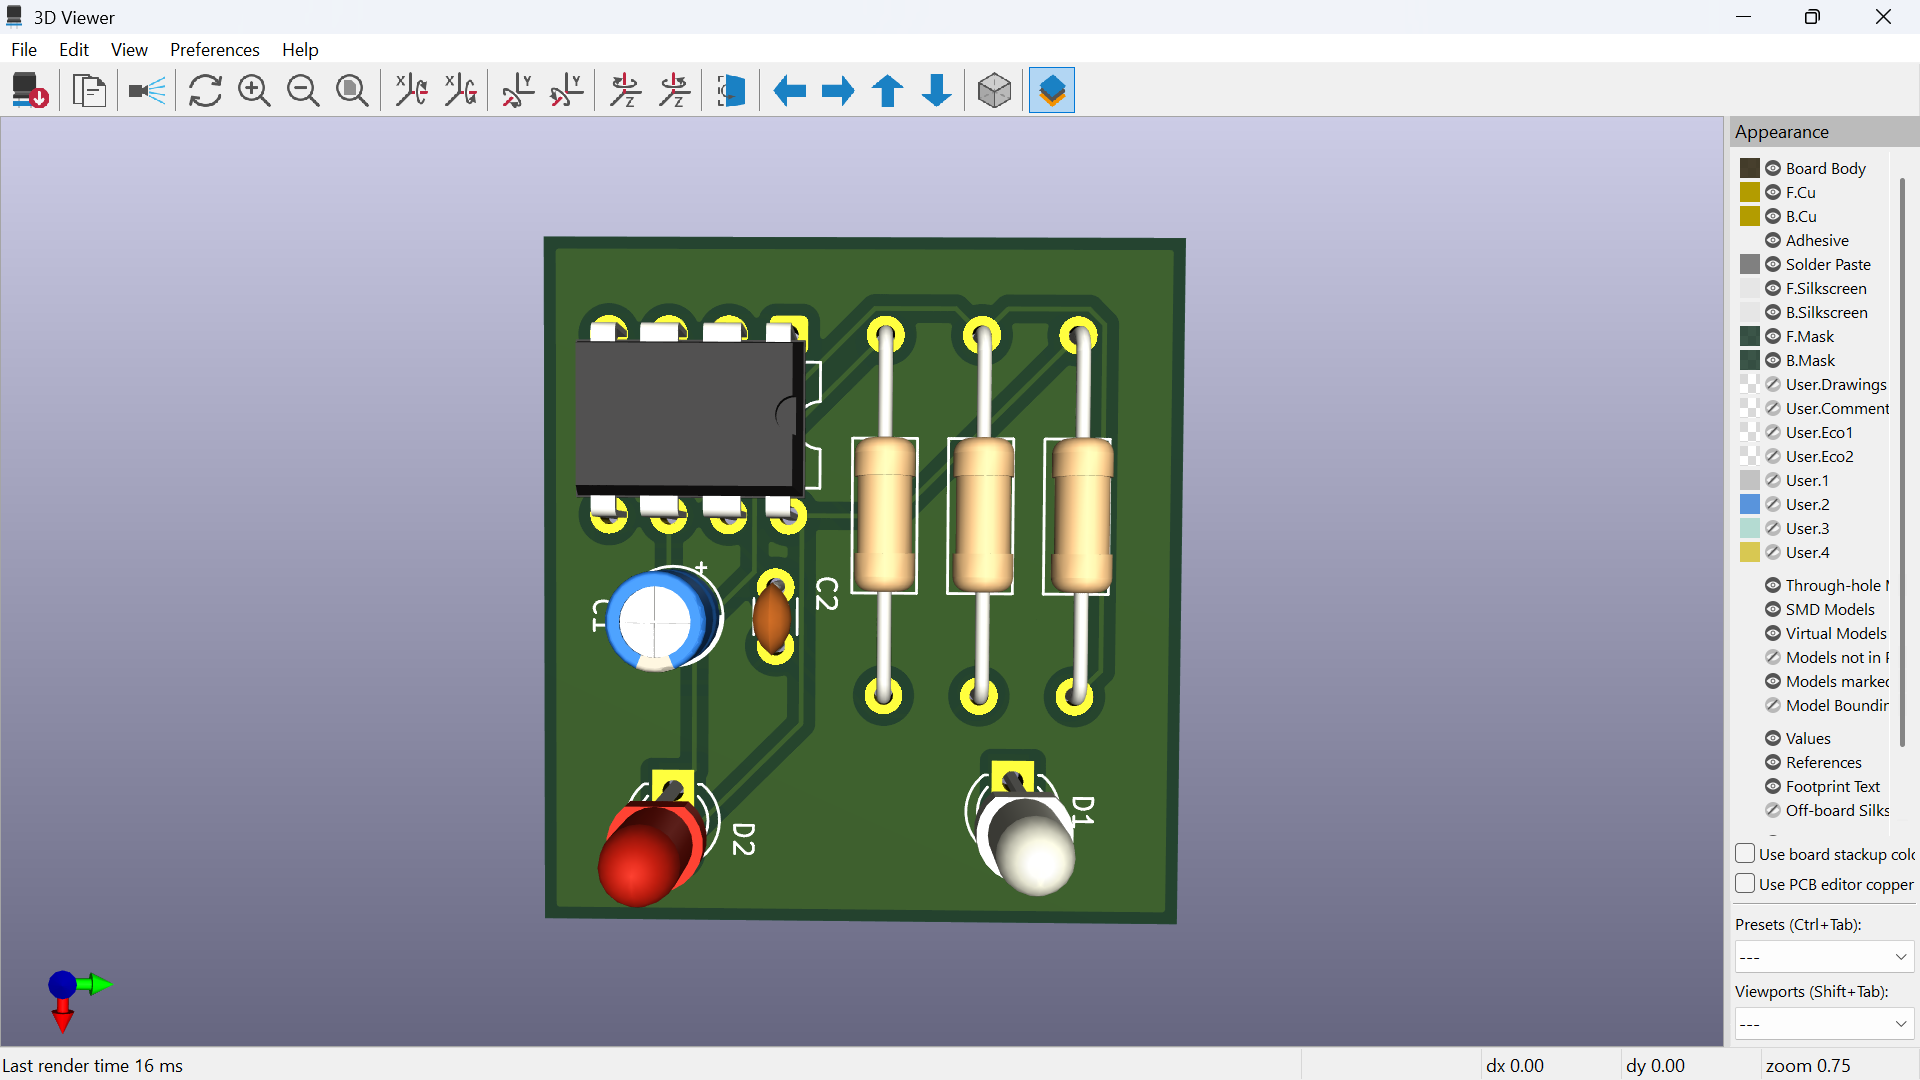 3D Viewer
File Edit View Preferences Help
X X Y Y Z Z
Appearance
Board Body
F.Cu
B.Cu
Adhesive
Solder Paste
F.Silkscreen
B.Silkscreen
F.Mask
B.Mask
User.Drawings
User.Comment
User.Eco1
User.Eco2
User.1
User.2
User.3
User.4
Through-hole
SMD Models
Virtual Models
Models not in
Models marked
Model Boundin
Values
References
Footprint Text
Off-board Silks
Use board stackup colo
Use PCB editor copper
Presets (Ctrl+Tab):
---
Viewports (Shift+Tab):
---
+
C1
C2
D2
D1
Last render time 16 ms
dx 0.00
dy 0.00
zoom 0.75